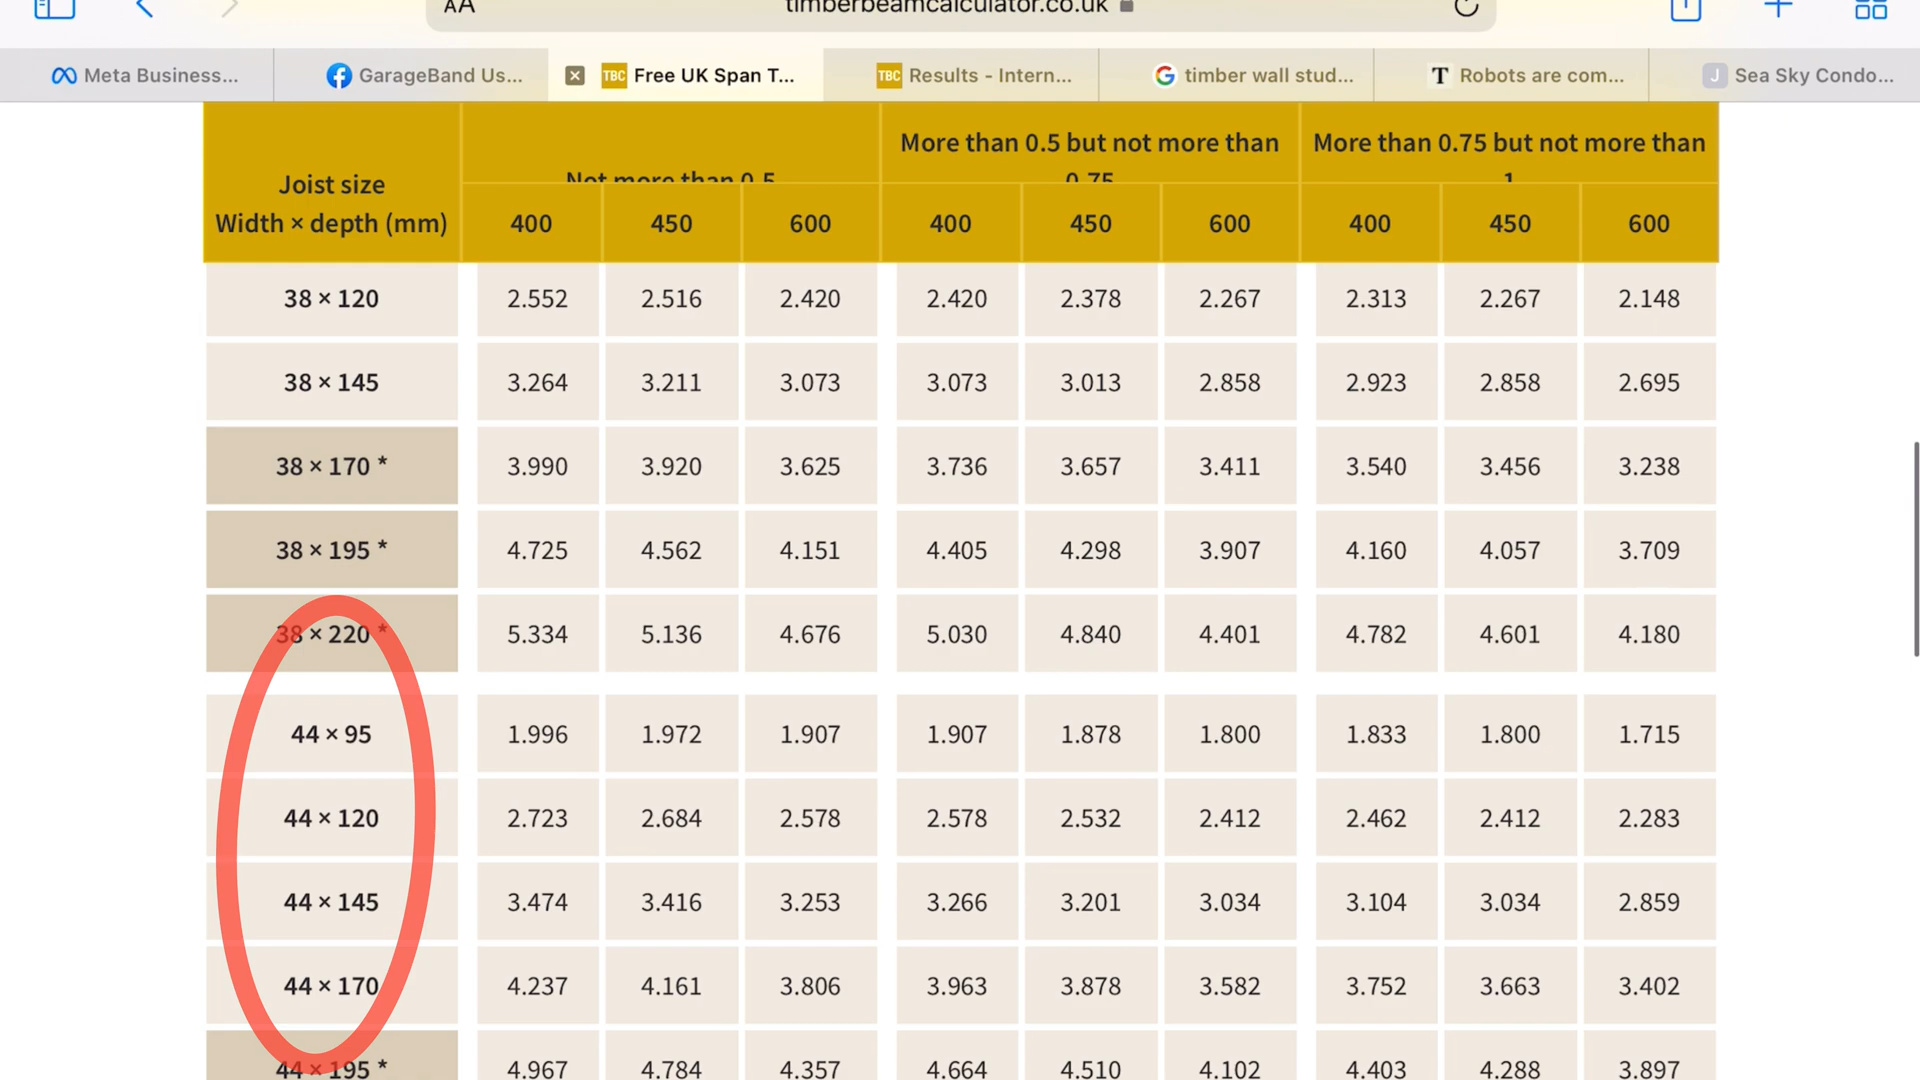 AA
timberbeamcalculator.co.uk
Meta Business...
GarageBand Us...
TBC Free UK Span T...
TBC Results - Intern...
timber wall stud...
T Robots are com...
J Sea Sky Condo...
Joist size
Width × depth (mm)
Not more than 0.5
More than 0.5 but not more than
0.75
More than 0.75 but not more than
1
400 450 600 400 450 600 400 450 600
38 × 120 2.552 2.516 2.420 2.420 2.378 2.267 2.313 2.267 2.148
38 × 145 3.264 3.211 3.073 3.073 3.013 2.858 2.923 2.858 2.695
38 × 170 * 3.990 3.920 3.625 3.736 3.657 3.411 3.540 3.456 3.238
38 × 195 * 4.725 4.562 4.151 4.405 4.298 3.907 4.160 4.057 3.709
38 × 220 * 5.334 5.136 4.676 5.030 4.840 4.401 4.782 4.601 4.180
44 × 95 1.996 1.972 1.907 1.907 1.878 1.800 1.833 1.800 1.715
44 × 120 2.723 2.684 2.578 2.578 2.532 2.412 2.462 2.412 2.283
44 × 145 3.474 3.416 3.253 3.266 3.201 3.034 3.104 3.034 2.859
44 × 170 4.237 4.161 3.806 3.963 3.878 3.582 3.752 3.663 3.402
44 × 195 * 4.967 4.784 4.357 4.664 4.510 4.102 4.403 4.288 3.897